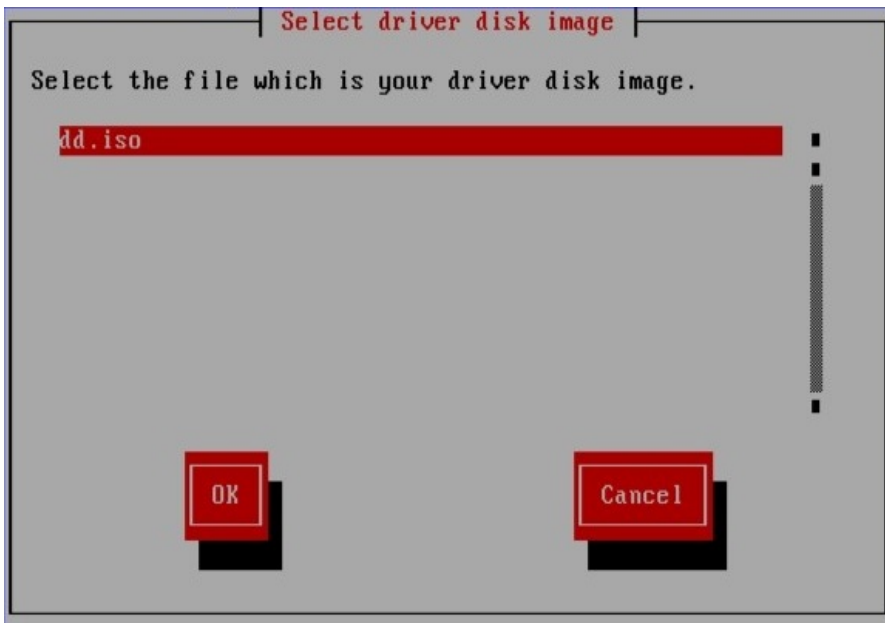 Select driver disk image
Select the file which is your driver disk image.
dd.iso
OK
Cancel